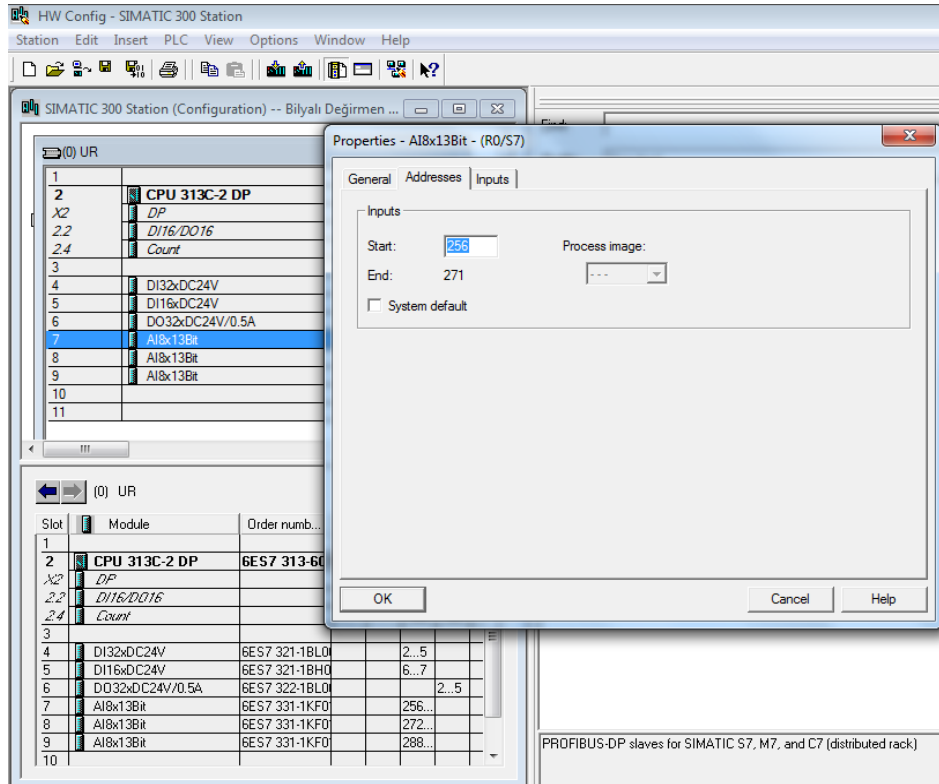 HW Config - SIMATIC 300 Station
Station Edit Insert PLC View Options Window Help
SIMATIC 300 Station (Configuration) -- Bilyalı Değirmen ...
(0) UR
1
2 CPU 313C-2 DP
X2 DP
2.2 DI16/DO16
2.4 Count
3
4 DI32xDC24V
5 DI16xDC24V
6 DO32xDC24V/0.5A
7 AI8x13Bit
8 AI8x13Bit
9 AI8x13Bit
10
11
Properties - AI8x13Bit - (R0/S7)
General Addresses Inputs
Inputs
Start: 256 Process image:
End: 271 ---
System default
OK Cancel Help
(0) UR
Slot Module Order numb...
1
2 CPU 313C-2 DP 6ES7 313-6
X2 DP
2.2 DI16/DO16
2.4 Count
3
4 DI32xDC24V 6ES7 321-1BL0 2...5
5 DI16xDC24V 6ES7 321-1BH0 6...7
6 DO32xDC24V/0.5A 6ES7 322-1BL0 2...5
7 AI8x13Bit 6ES7 331-1KF0 256...
8 AI8x13Bit 6ES7 331-1KF0 272...
9 AI8x13Bit 6ES7 331-1KF0 288...
10
PROFIBUS-DP slaves for SIMATIC S7, M7, and C7 (distributed rack)